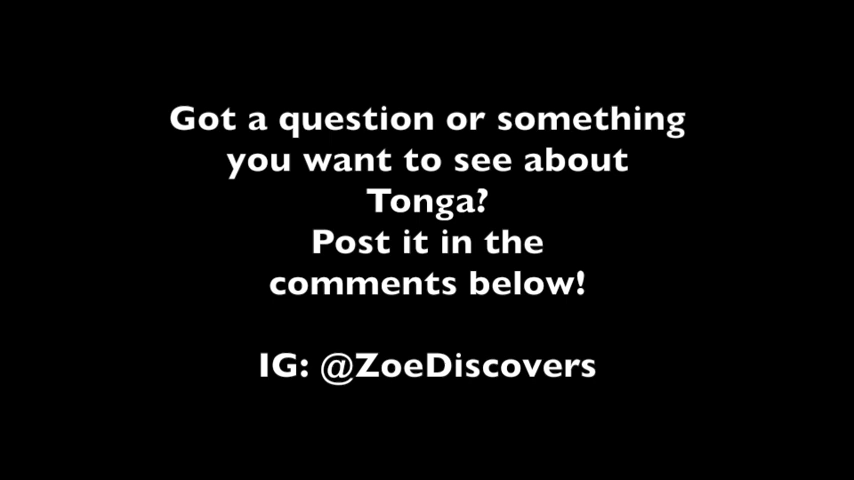 Got a question or something
you want to see about
Tonga?
Post it in the
comments below!
IG: @ZoeDiscovers